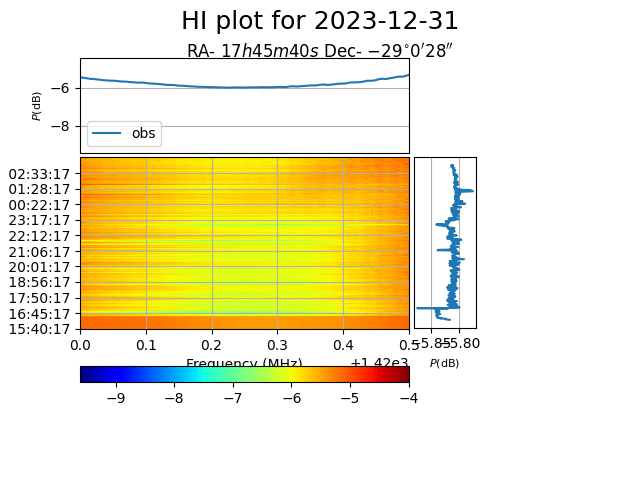 HI plot for 2023-12-31
RA- 17h45m40s Dec- −29°0′28″
P(dB)
−6
−8
obs
02:33:17
01:28:17
00:22:17
23:17:17
22:12:17
21:06:17
20:01:17
18:56:17
17:50:17
16:45:17
15:40:17
0.0 0.1 0.2 0.3 0.4 0.5
Frequency (MHz) +1.42e3
55.80
P(dB)
−9 −8 −7 −6 −5 −4